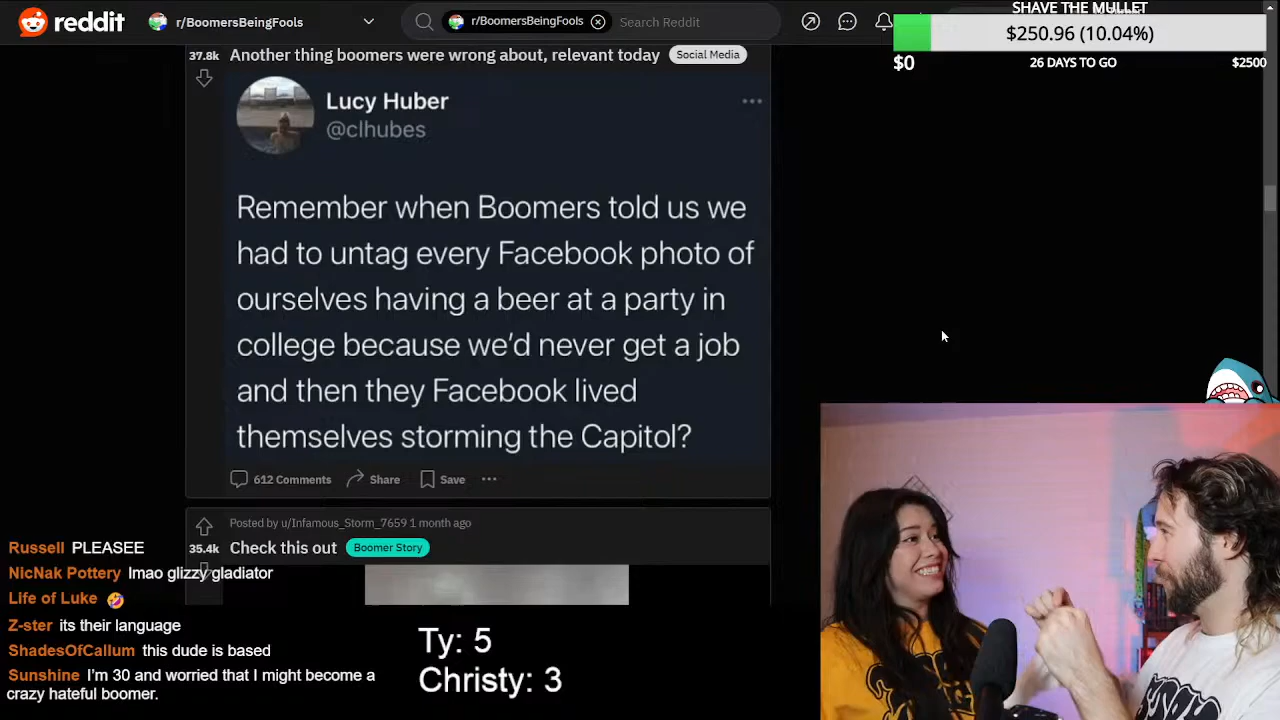 reddit
r/BoomersBeingFools
r/BoomersBeingFools
Search Reddit
SHAVE THE MULLET
$250.96 (10.04%)
$0
26 DAYS TO GO
$2500
37.8k
Another thing boomers were wrong about, relevant today
Social Media
Lucy Huber
@clhubes
Remember when Boomers told us we
had to untag every Facebook photo of
ourselves having a beer at a party in
college because we'd never get a job
and then they Facebook lived
themselves storming the Capitol?
612 Comments
Share
Save
Posted by u/Infamous_Storm_7659 1 month ago
35.4k
Check this out
Boomer Story
Russell PLEASEE
NicNak Pottery lmao glizzy gladiator
Life of Luke 🤣
Z-ster its their language
ShadesOfCallum this dude is based
Sunshine I'm 30 and worried that I might become a
crazy hateful boomer.
Ty: 5
Christy: 3